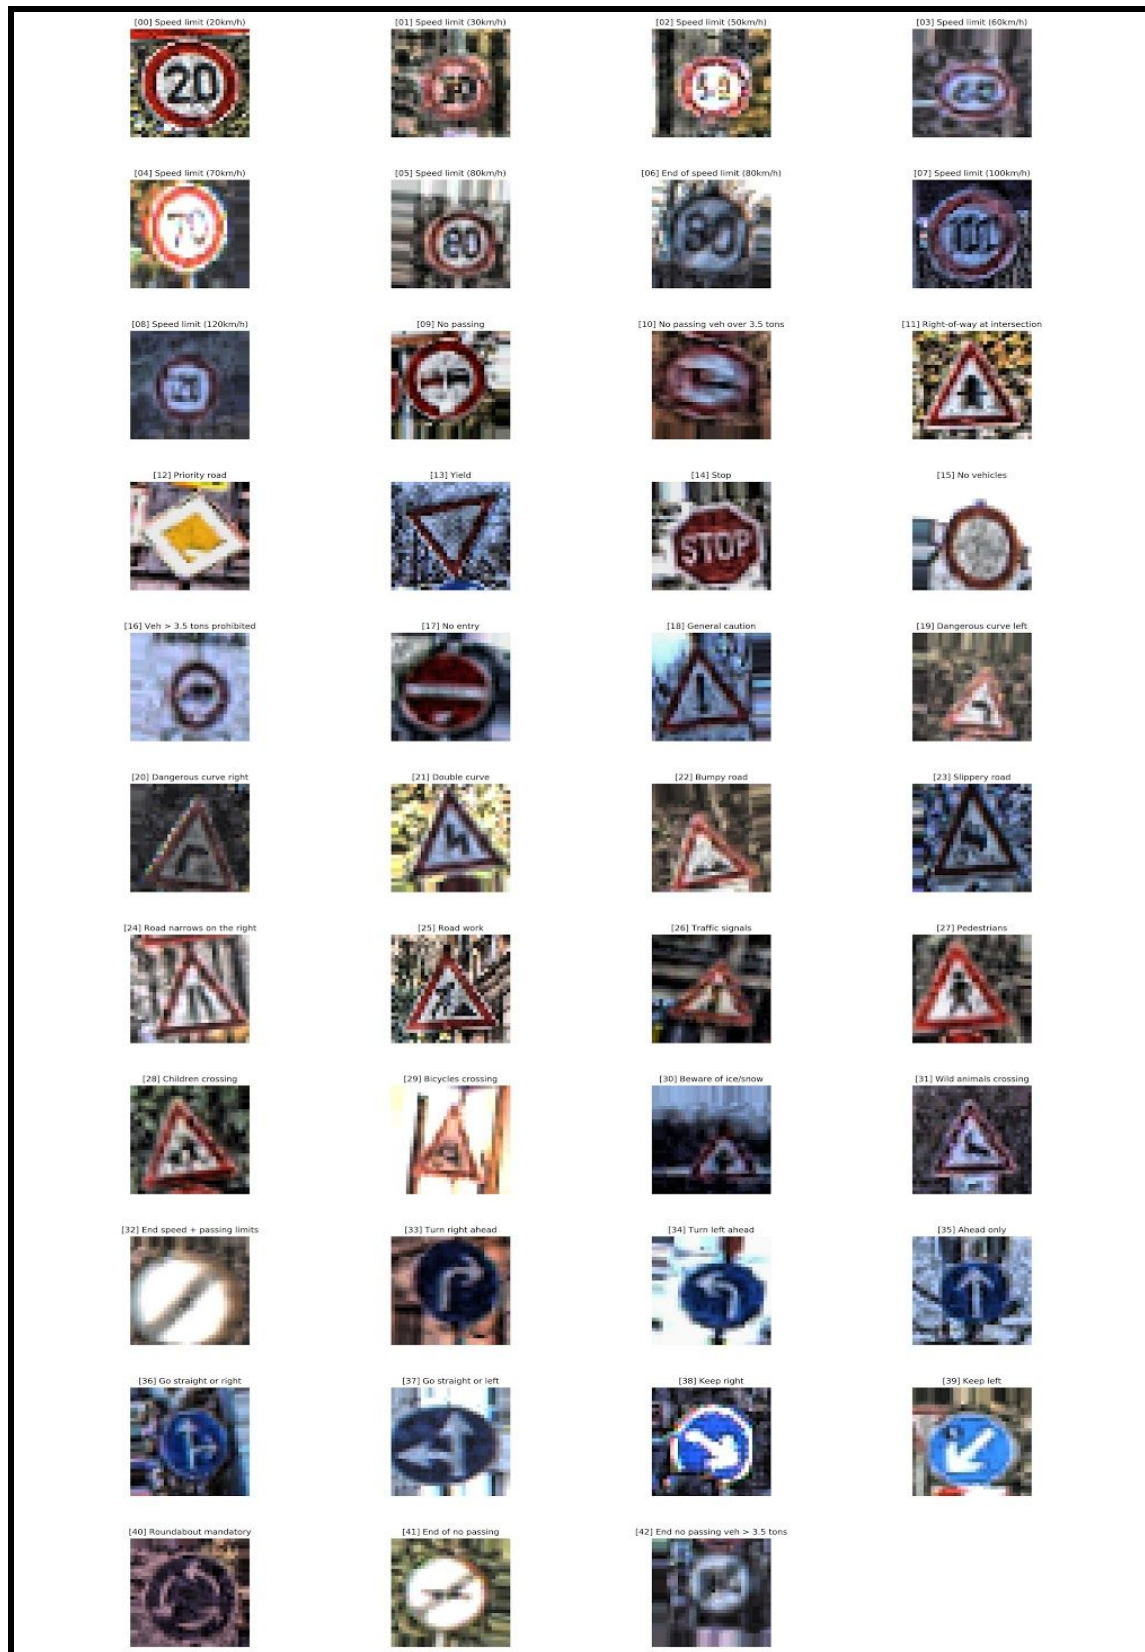 [00] Speed limit (20km/h) [01] Speed limit (30km/h) [02] Speed limit (50km/h) [03] Speed limit (60km/h)
20
[04] Speed limit (70km/h) [05] Speed limit (80km/h) [06] End of speed limit (80km/h) [07] Speed limit (100km/h)
70 80 80
[08] Speed limit (120km/h) [09] No passing [10] No passing veh over 3.5 tons [11] Right-of-way at intersection
[12] Priority road [13] Yield [14] Stop [15] No vehicles
STOP
[16] Veh > 3.5 tons prohibited [17] No entry [18] General caution [19] Dangerous curve left
[20] Dangerous curve right [21] Double curve [22] Bumpy road [23] Slippery road
[24] Road narrows on the right [25] Road work [26] Traffic signals [27] Pedestrians
[28] Children crossing [29] Bicycles crossing [30] Beware of ice/snow [31] Wild animals crossing
[32] End speed + passing limits [33] Turn right ahead [34] Turn left ahead [35] Ahead only
[36] Go straight or right [37] Go straight or left [38] Keep right [39] Keep left
[40] Roundabout mandatory [41] End of no passing [42] End no passing veh > 3.5 tons